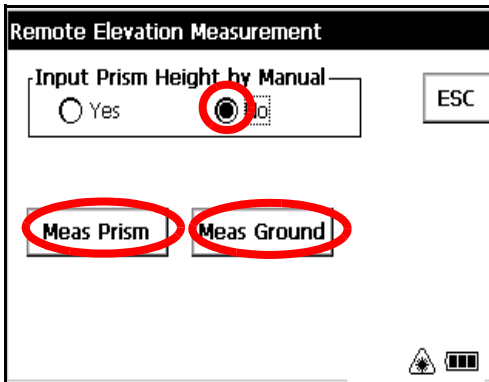 Remote Elevation Measurement
Input Prism Height by Manual
Yes No
ESC
Meas Prism Meas Ground